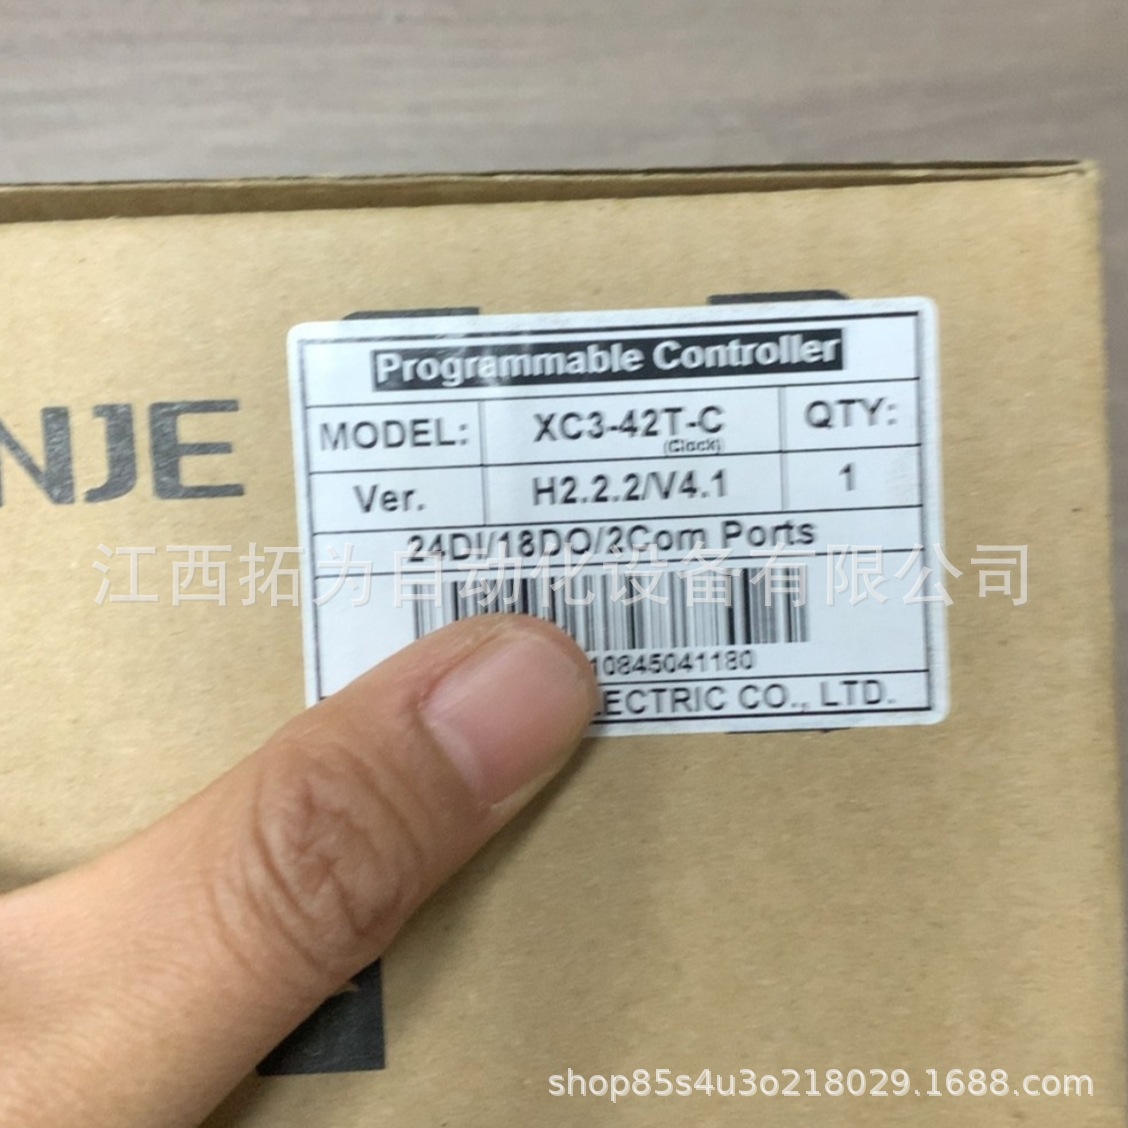 NJE
Programmable Controller
MODEL: XC3-42T-C QTY:
(Clock)
Ver. H2.2.2/V4.1 1
24DI/18DO/2Com Ports
江西拓为自动化设备有限公司
10845041180
LECTRIC CO., LTD.
shop85s4u3o218029.1688.com